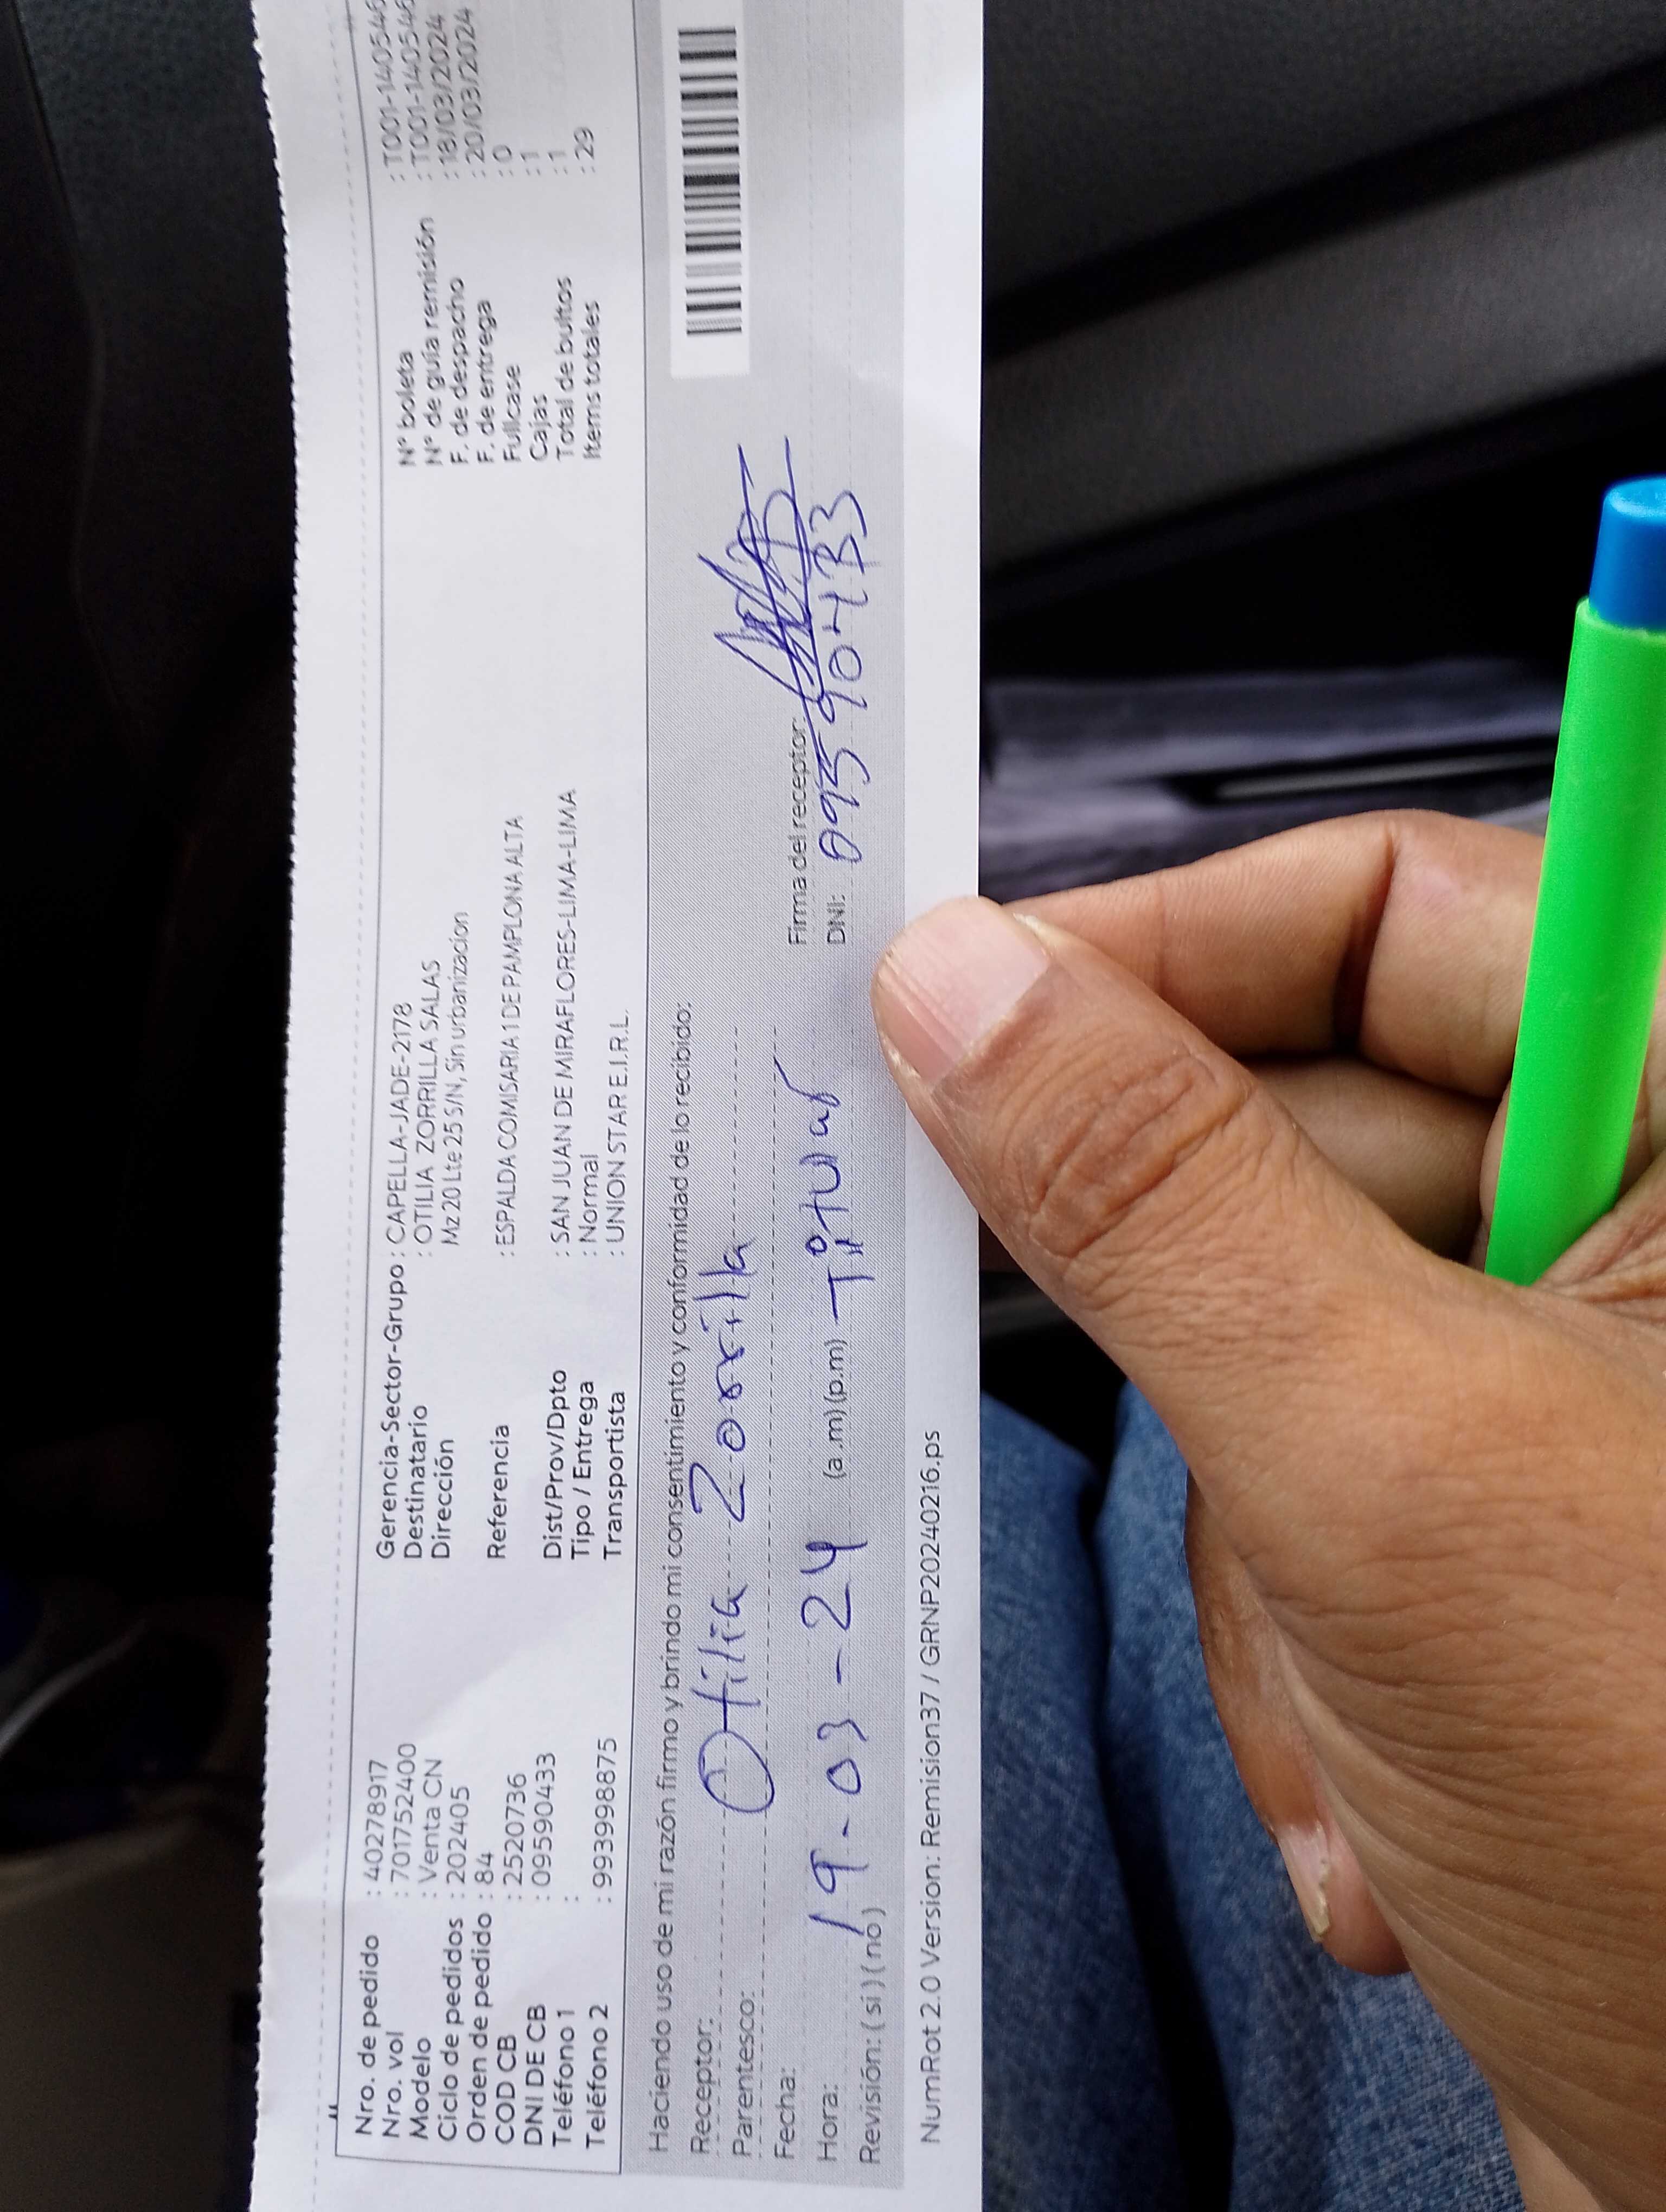 Nro. de pedido : 40278917
Nro. vol : 701752400
Modelo : Venta CN
Ciclo de pedidos : 202405
Orden de pedido : 84
COD CB : 2520736
DNI DE CB : 09590433
Teléfono 1 :
Teléfono 2 : 993998875
Gerencia-Sector-Grupo : CAPELLA-JADE-2178
Destinatario : OTILIA ZORRILLA SALAS
Dirección Mz 20 Lte 25 S/N, Sin urbanizacion
Referencia : ESPALDA COMISARIA 1 DE PAMPLONA ALTA
Dist/Prov/Dpto : SAN JUAN DE MIRAFLORES-LIMA-LIMA
Tipo / Entrega : Normal
Transportista : UNION STAR E.I.R.L.
N° boleta : T001-140546
N° de guía remisión : T001-140546
F. de despacho : 18/03/2024
F. de entrega : 20/03/2024
Fullcase : 0
Cajas : 1
Total de bultos : 1
Items totales : 29
Haciendo uso de mi razón firmo y brindo mi consentimiento y conformidad de lo recibido:
Receptor: Otilia Zorrilla
Parentesco:
Fecha: 19-03-24 Titular
Hora: (a.m) (p.m)
Revisión: ( si ) ( no )
Firma del receptor:
DNI: 09590433
NumRot 2.0 Version: Remision37 / GRNP20240216.ps